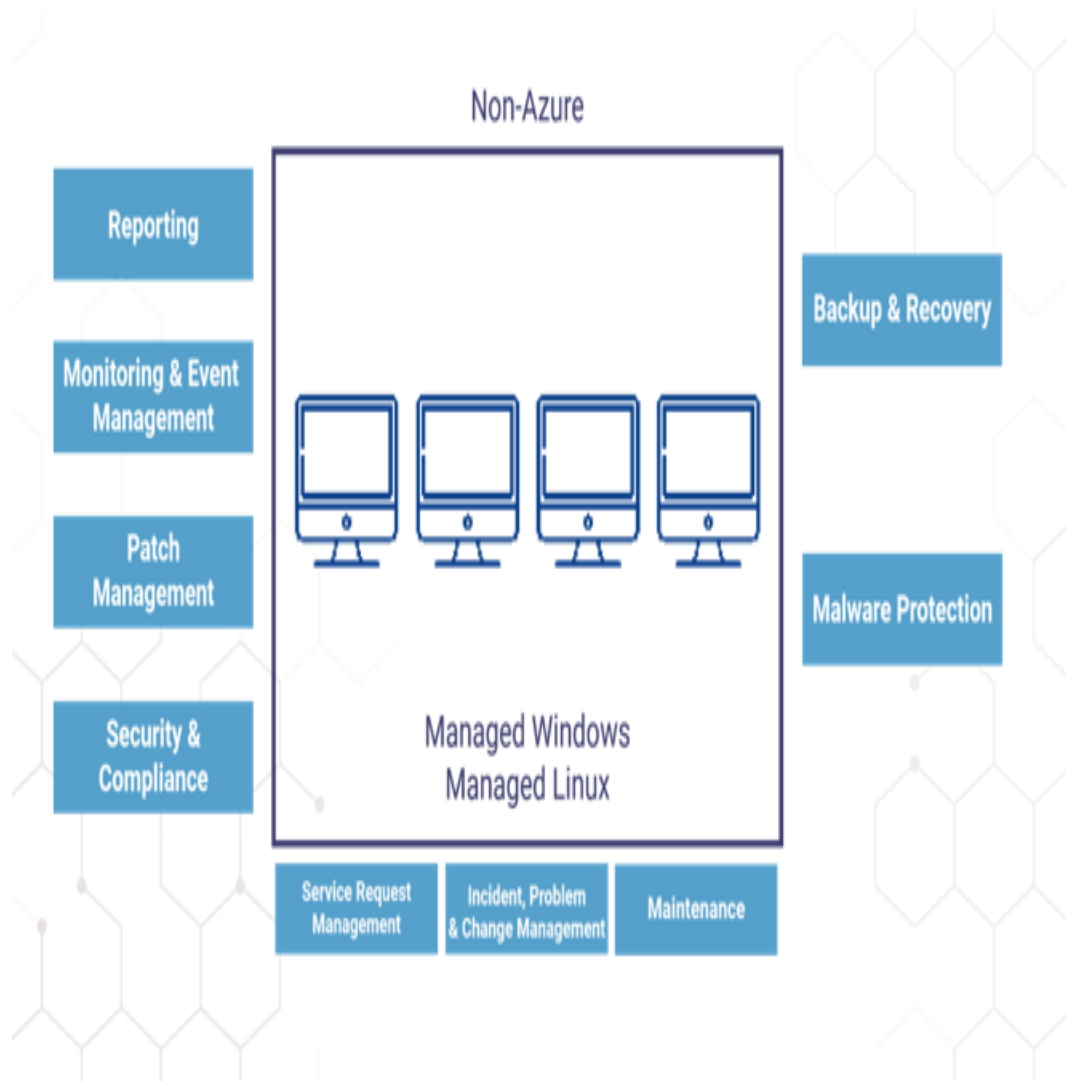 Non-Azure
Reporting
Monitoring & Event
Management
Patch
Management
Security &
Compliance
Backup & Recovery
Malware Protection
Managed Windows
Managed Linux
Service Request
Management
Incident, Problem
& Change Management
Maintenance